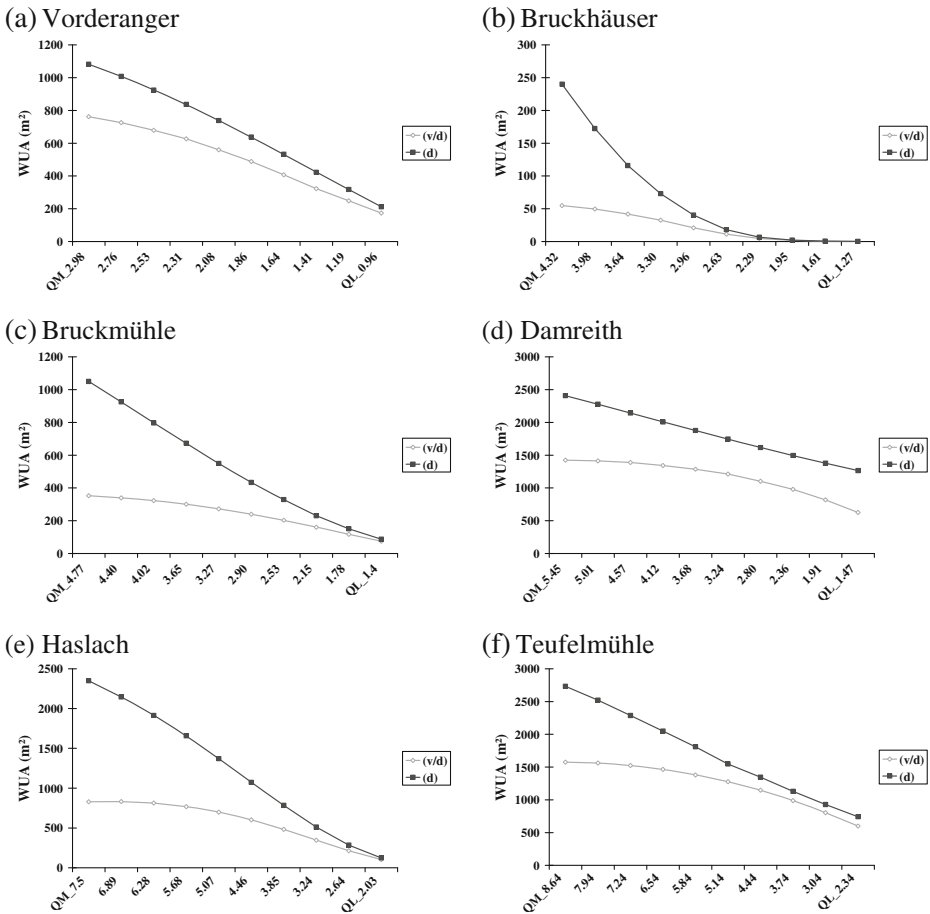 (a) Vorderanger
WUA (m²)
1200
1000
800
600
400
200
0
QM_2.98 2.76 2.53 2.31 2.08 1.86 1.64 1.41 1.19 QL_0.96
(v/d)
(d)
(b) Bruckhäuser
WUA (m²)
300
250
200
150
100
50
0
QM_4.32 3.98 3.64 3.30 2.96 2.63 2.29 1.95 1.61 QL_1.27
(v/d)
(d)
(c) Bruckmühle
WUA (m²)
1200
1000
800
600
400
200
0
QM_4.77 4.40 4.02 3.65 3.27 2.90 2.53 2.15 1.78 QL_1.4
(v/d)
(d)
(d) Damreith
WUA (m²)
3000
2500
2000
1500
1000
500
0
QM_5.45 5.01 4.57 4.12 3.68 3.24 2.80 2.36 1.91 QL_1.47
(v/d)
(d)
(e) Haslach
WUA (m²)
2500
2000
1500
1000
500
0
QM_7.5 6.89 6.28 5.68 5.07 4.46 3.85 3.24 2.64 QL_2.03
(v/d)
(d)
(f) Teufelmühle
WUA (m²)
3000
2500
2000
1500
1000
500
0
QM_8.64 7.94 7.24 6.54 5.84 5.14 4.44 3.74 3.04 QL_2.34
(v/d)
(d)